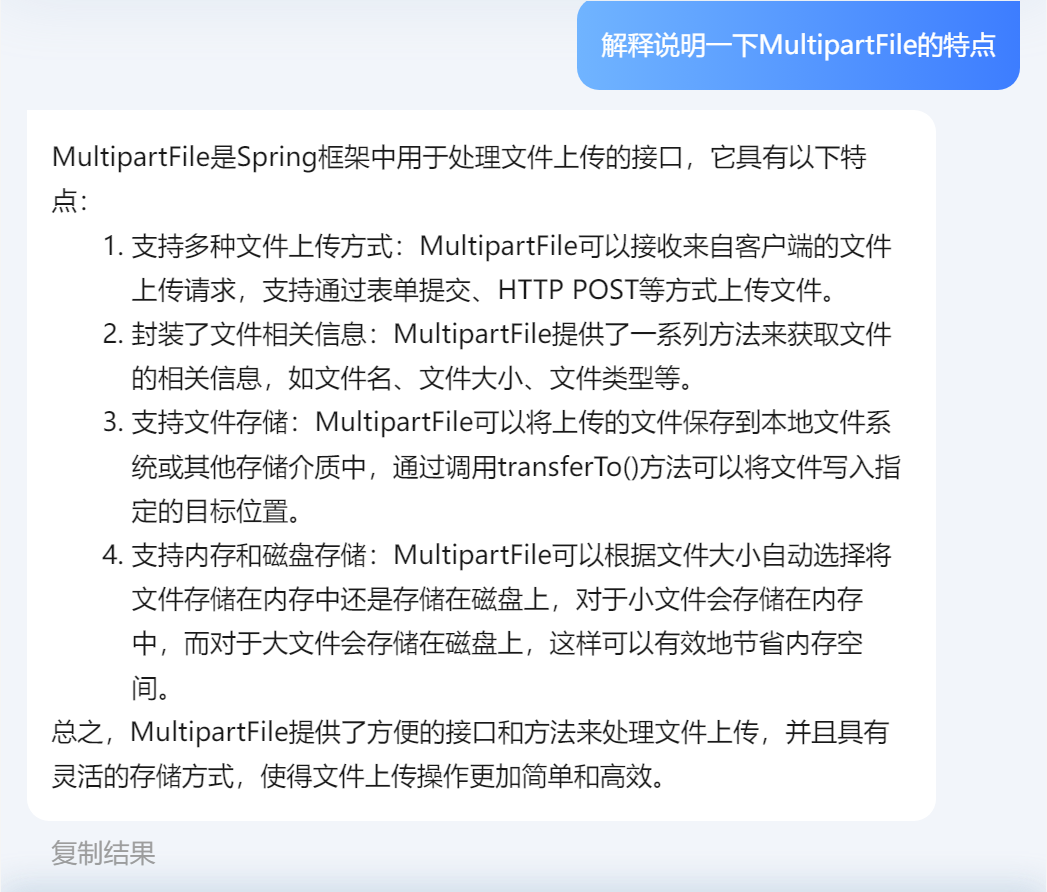 解释说明一下MultipartFile的特点
MultipartFile是Spring框架中用于处理文件上传的接口，它具有以下特
点：
1. 支持多种文件上传方式：MultipartFile可以接收来自客户端的文件
上传请求，支持通过表单提交、HTTP POST等方式上传文件。
2. 封装了文件相关信息：MultipartFile提供了一系列方法来获取文件
的相关信息，如文件名、文件大小、文件类型等。
3. 支持文件存储：MultipartFile可以将上传的文件保存到本地文件系
统或其他存储介质中，通过调用transferTo()方法可以将文件写入指
定的目标位置。
4. 支持内存和磁盘存储：MultipartFile可以根据文件大小自动选择将
文件存储在内存中还是存储在磁盘上，对于小文件会存储在内存
中，而对于大文件会存储在磁盘上，这样可以有效地节省内存空
间。
总之，MultipartFile提供了方便的接口和方法来处理文件上传，并且具有
灵活的存储方式，使得文件上传操作更加简单和高效。
复制结果